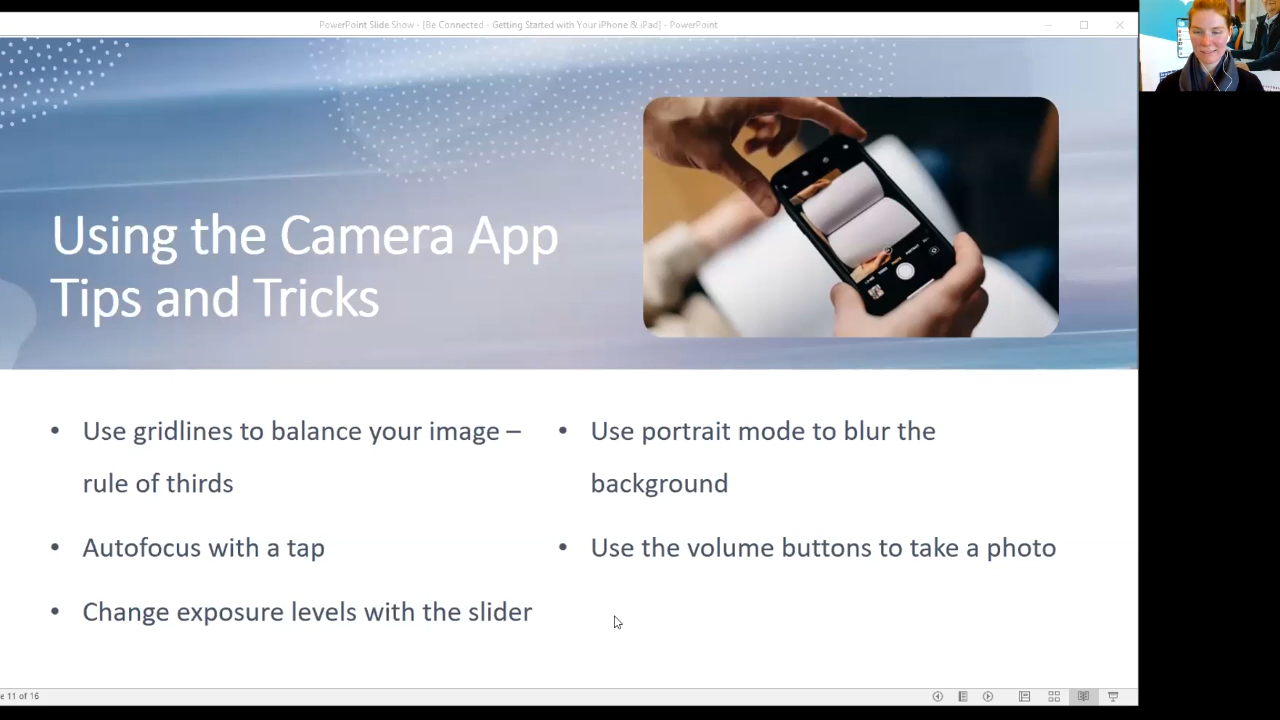 PowerPoint Slide Show - [Be Connected - Getting Started with Your iPhone & iPad] - PowerPoint
Using the Camera App
Tips and Tricks
• Use gridlines to balance your image –
rule of thirds
• Autofocus with a tap
• Change exposure levels with the slider
• Use portrait mode to blur the
background
• Use the volume buttons to take a photo
e 11 of 16